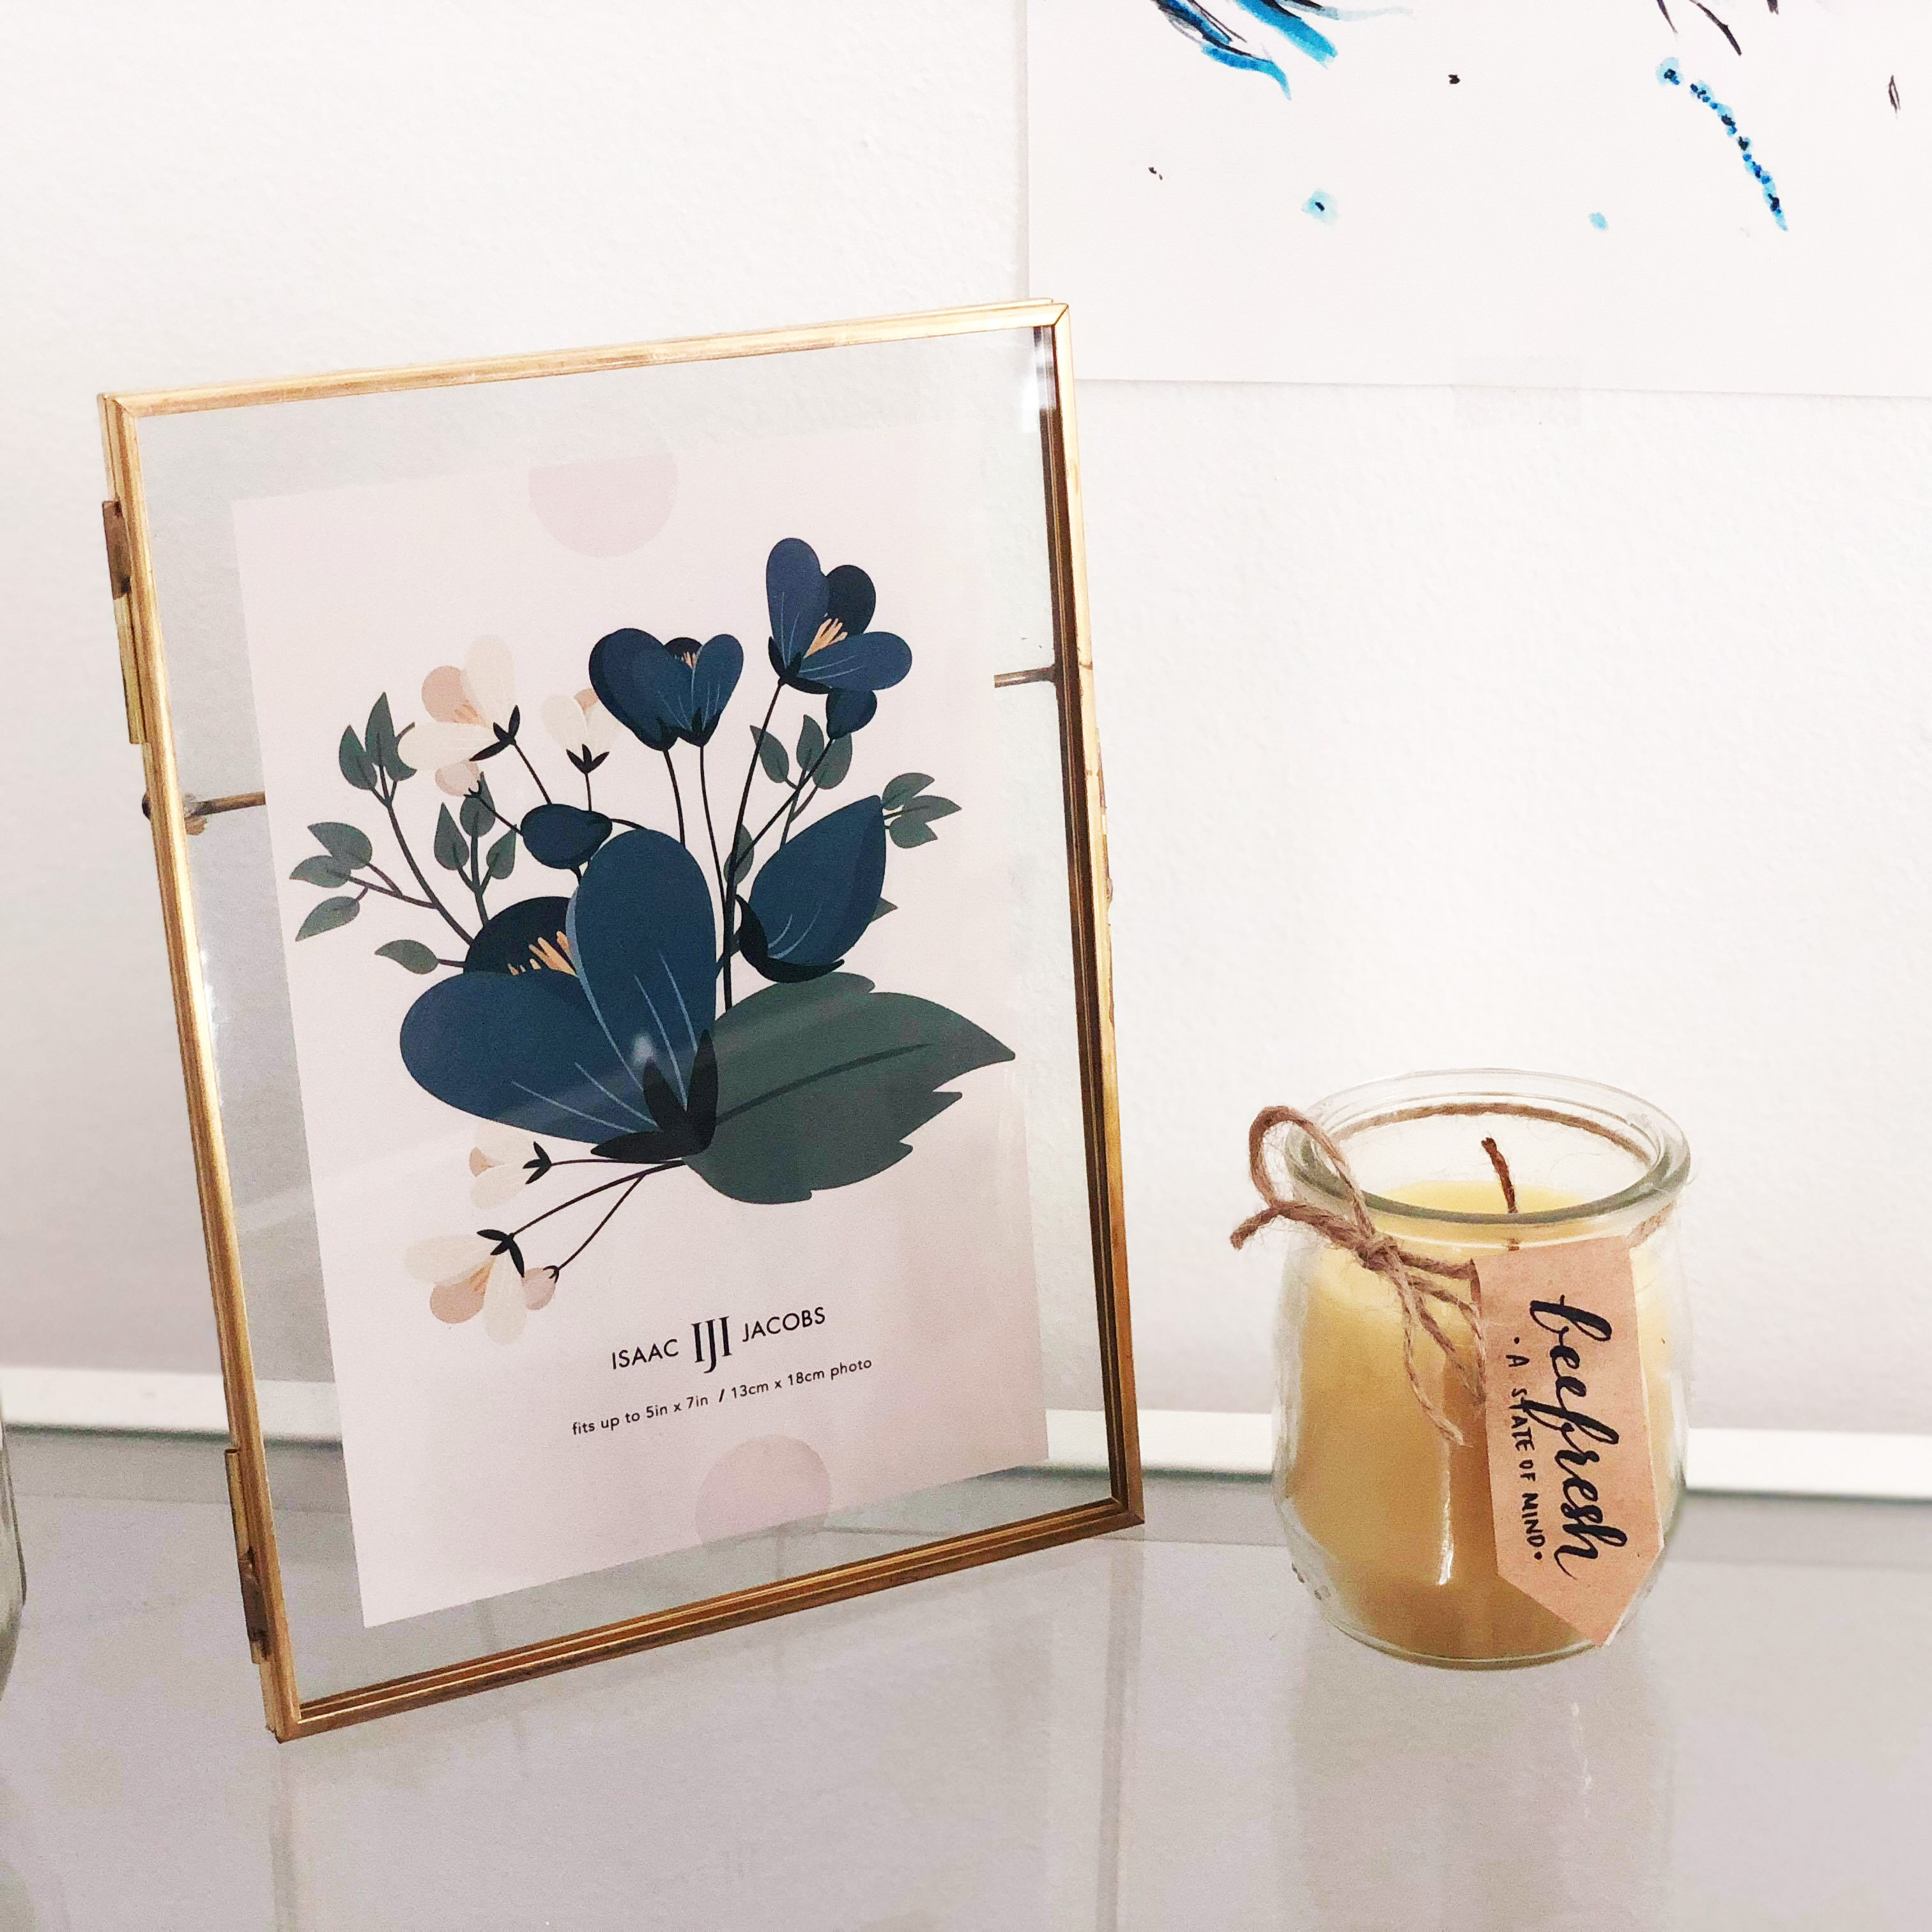 ISAAC IJI JACOBS
fits up to 5in x 7in / 13cm x 18cm photo
beefresh
• A STATE OF MIND •